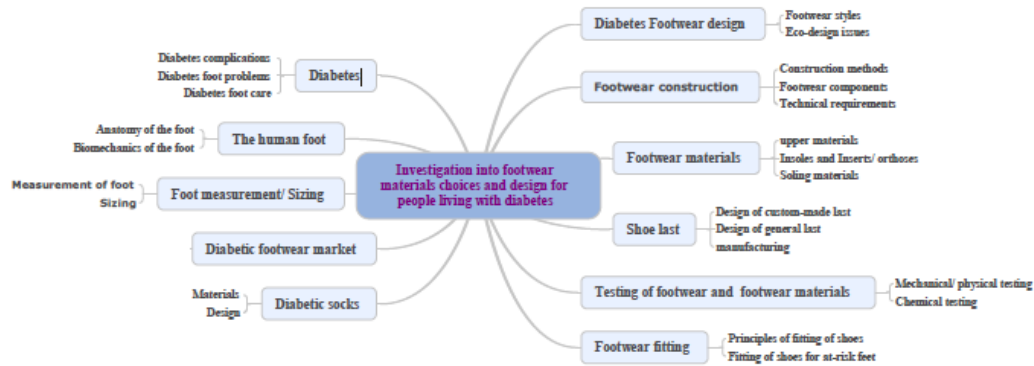 Investigation into footwear
materials choices and design for
people living with diabetes
Diabetes
Diabetes complications
Diabetes foot problems
Diabetes foot care
The human foot
Anatomy of the foot
Biomechanics of the foot
Foot measurement/ Sizing
Measurement of foot
Sizing
Diabetic footwear market
Diabetic socks
Materials
Design
Diabetes Footwear design
Footwear styles
Eco-design issues
Footwear construction
Construction methods
Footwear components
Technical requirements
Footwear materials
upper materials
Insoles and Inserts/ orthoses
Soling materials
Shoe last
Design of custom-made last
Design of general last
manufacturing
Testing of footwear and footwear materials
Mechanical/ physical testing
Chemical testing
Footwear fitting
Principles of fitting of shoes
Fitting of shoes for at-risk feet